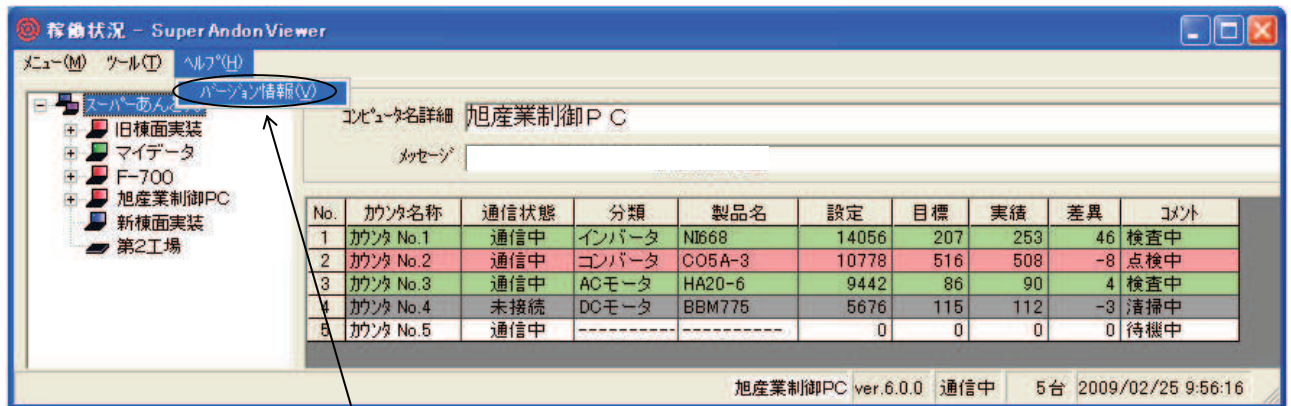 稼働状況 - Super Andon Viewer
ﾒﾆｭｰ(M) ﾂｰﾙ(T) ﾍﾙﾌﾟ(H)
ﾊﾞｰｼﾞｮﾝ情報(V)
旧棟面実装
マイデータ
F-700
旭産業制御PC
新棟面実装
第2工場
ｺﾝﾋﾟｭｰﾀ名詳細 旭産業制御ＰＣ
ﾒｯｾｰｼﾞ
No. ｶｳﾝﾀ名称 通信状態 分類 製品名 設定 目標 実績 差異 ｺﾒﾝﾄ
1 ｶｳﾝﾀ No.1 通信中 インバータ NI668 14056 207 253 46 検査中
2 ｶｳﾝﾀ No.2 通信中 コンバータ CO5A-3 10778 516 508 -8 点検中
3 ｶｳﾝﾀ No.3 通信中 ACモータ HA20-6 9442 86 90 4 検査中
4 ｶｳﾝﾀ No.4 未接続 DCモータ BBM775 5676 115 112 -3 清掃中
5 ｶｳﾝﾀ No.5 通信中 ---------- ---------- 0 0 0 0 待機中
旭産業制御PC ver.6.0.0 通信中 5台 2009/02/25 9:56:16